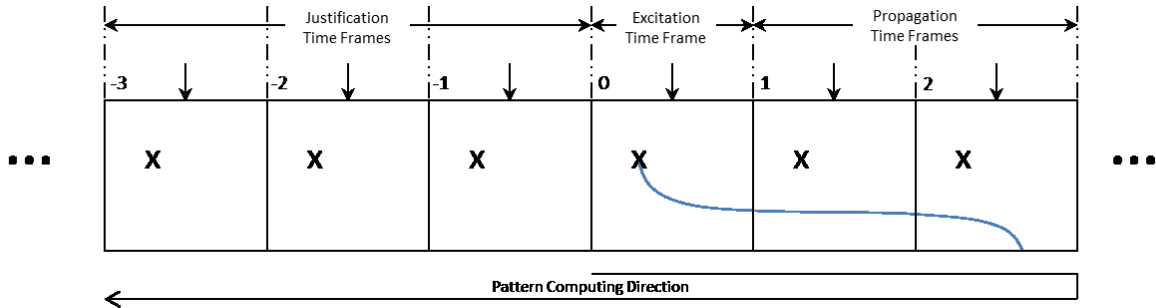 Justification
Time Frames
Excitation
Time Frame
Propagation
Time Frames
-3 -2 -1 0 1 2
... X X X X X X ...
Pattern Computing Direction